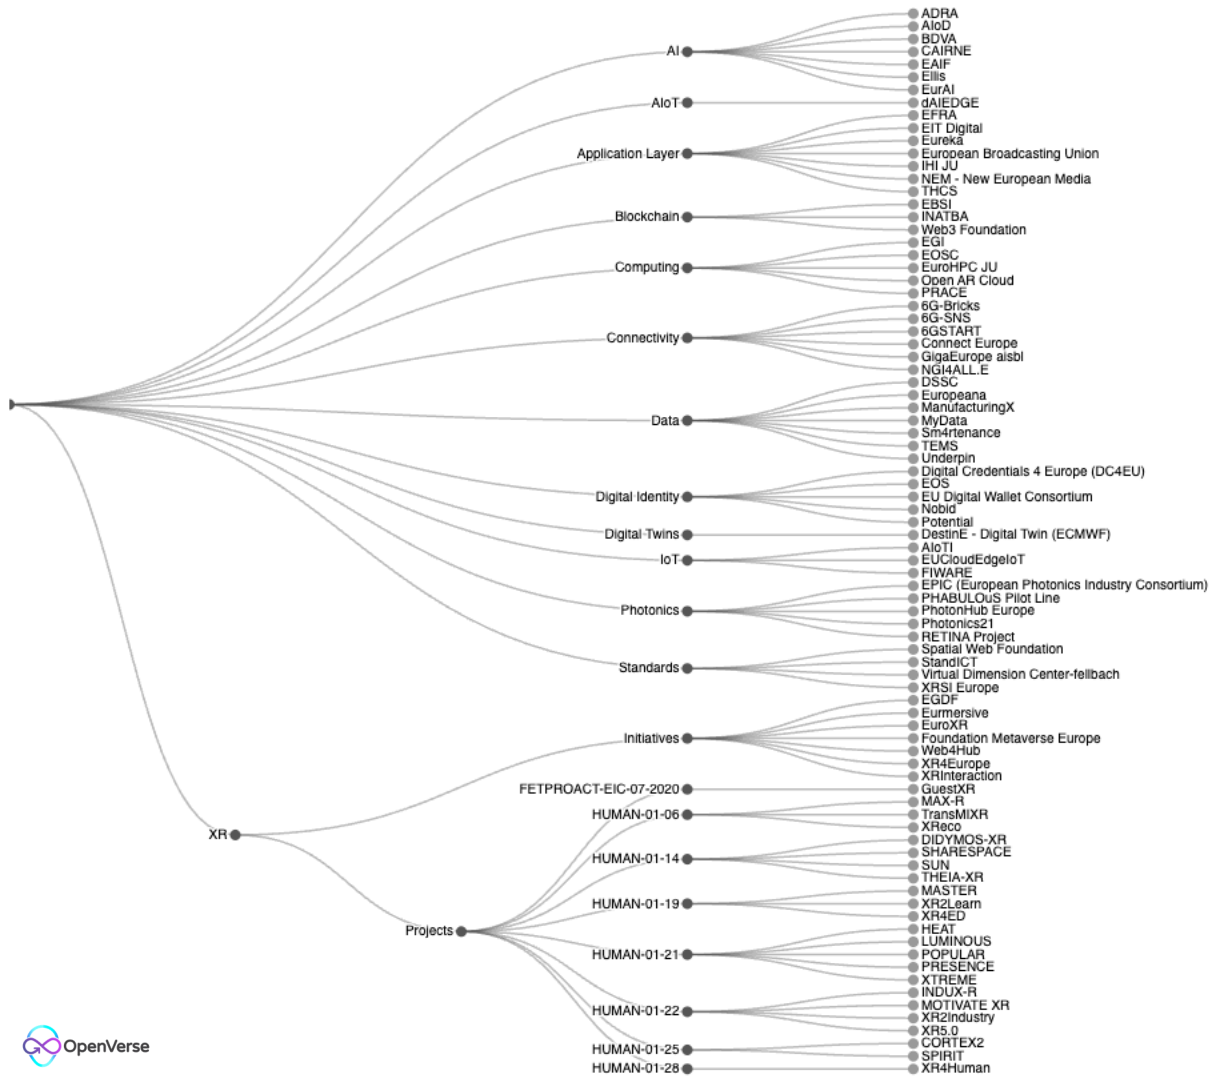 AI
ADRA
AIoD
BDVA
CAIRNE
EAIF
Ellis
EurAI
AIoT
dAIEDGE
Application Layer
EFRA
EIT Digital
Eureka
European Broadcasting Union
IHI JU
NEM - New European Media
THCS
Blockchain
EBSI
INATBA
Web3 Foundation
Computing
EGI
EOSC
EuroHPC JU
Open AR Cloud
PRACE
Connectivity
6G-Bricks
6G-SNS
6GSTART
Connect Europe
GigaEurope aisbl
NGI4ALL.E
Data
DSSC
Europeana
ManufacturingX
MyData
Sm4rtenance
TEMS
Underpin
Digital Identity
Digital Credentials 4 Europe (DC4EU)
EOS
EU Digital Wallet Consortium
Nobid
Potential
Digital Twins
DestinE - Digital Twin (ECMWF)
IoT
AIoTI
EUCloudEdgeIoT
FIWARE
Photonics
EPIC (European Photonics Industry Consortium)
PHABULOuS Pilot Line
PhotonHub Europe
Photonics21
RETINA Project
Standards
Spatial Web Foundation
StandICT
Virtual Dimension Center-fellbach
XRSI Europe
XR
Initiatives
EGDF
Eurmersive
EuroXR
Foundation Metaverse Europe
Web4Hub
XR4Europe
XRInteraction
Projects
FETPROACT-EIC-07-2020
GuestXR
HUMAN-01-06
MAX-R
TransMIXR
XReco
HUMAN-01-14
DIDYMOS-XR
SHARESPACE
SUN
THEIA-XR
HUMAN-01-19
MASTER
XR2Learn
XR4ED
HUMAN-01-21
HEAT
LUMINOUS
POPULAR
PRESENCE
XTREME
HUMAN-01-22
INDUX-R
MOTIVATE XR
XR2Industry
XR5.0
HUMAN-01-25
CORTEX2
SPIRIT
HUMAN-01-28
XR4Human
OpenVerse